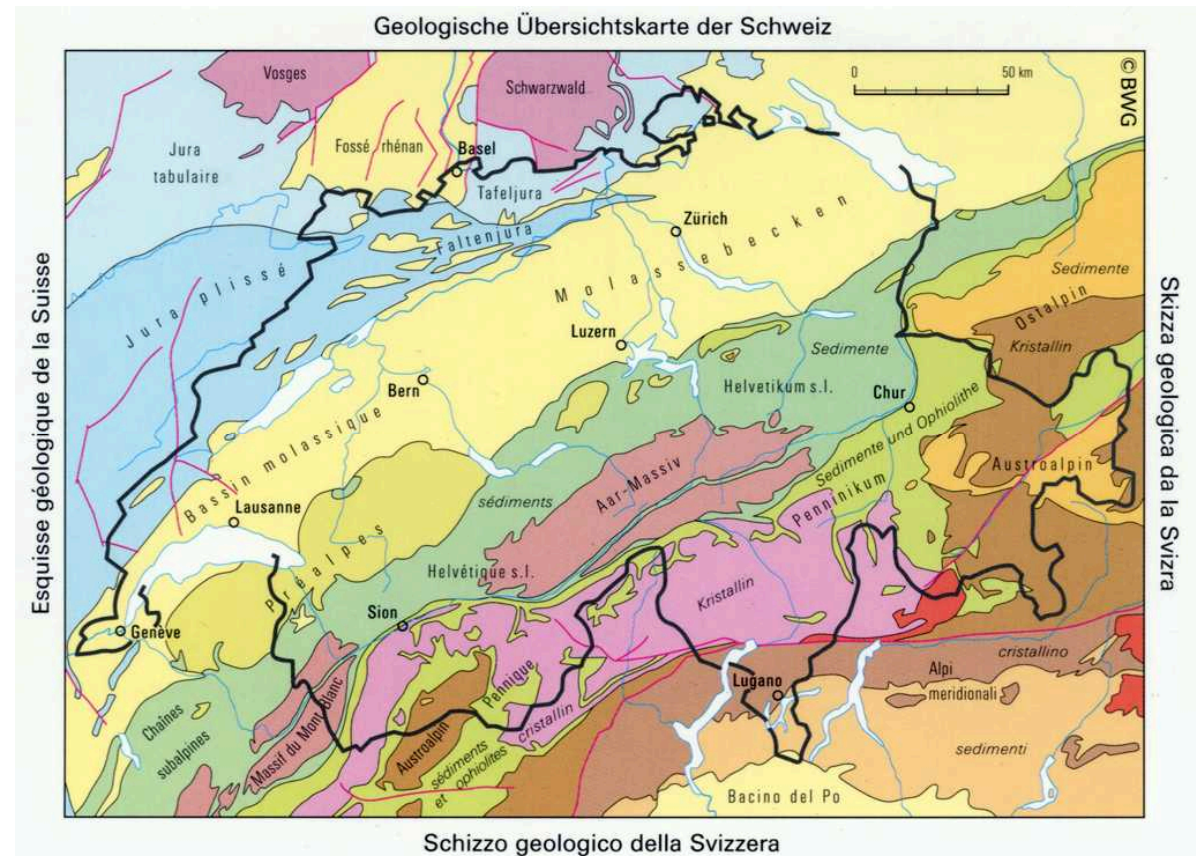 Geologische Übersichtskarte der Schweiz
Esquisse géologique de la Suisse
Skizza geologica da la Svizra
Schizzo geologico della Svizzera
© BWG
0 50 km
Vosges
Schwarzwald
Jura
tabulaire
Fossé rhénan
Basel
Tafeljura
Faltenjura
Zürich
Jura plissé
Molassebecken
Sedimente
Ostalpin
Kristallin
Luzern
Sedimente
Helvetikum s.l.
Bern
Chur
Bassin molassique
Sedimente und Ophiolithe
Penninikum
Austroalpin
Aar-Massiv
sédiments
Lausanne
Préalpes
Helvétique s.l.
Kristallin
Sion
Genève
cristallino
Lugano
Alpi
meridionali
Pennique
cristallin
Chaînes
subalpines
Massif du Mont Blanc
Austroalpin
sédiments
et ophiolites
sedimenti
Bacino del Po